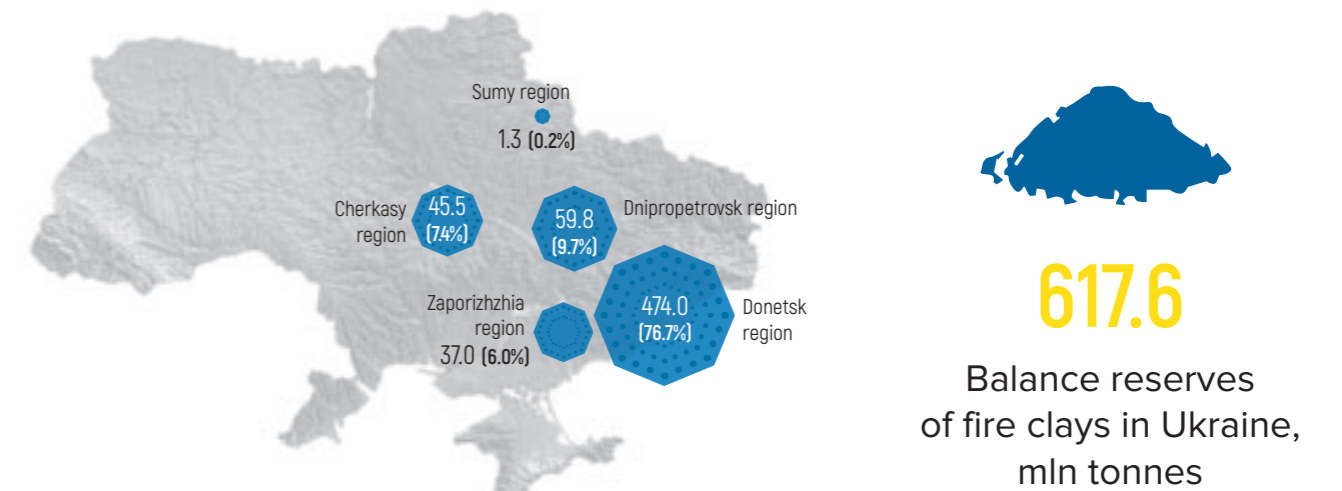 Sumy region
1.3 (0.2%)
Cherkasy
region
45.5
(7.4%)
59.8
(9.7%)
Dnipropetrovsk region
Zaporizhzhia
region
37.0 (6.0%)
474.0
(76.7%)
Donetsk
region
617.6
Balance reserves
of fire clays in Ukraine,
mln tonnes